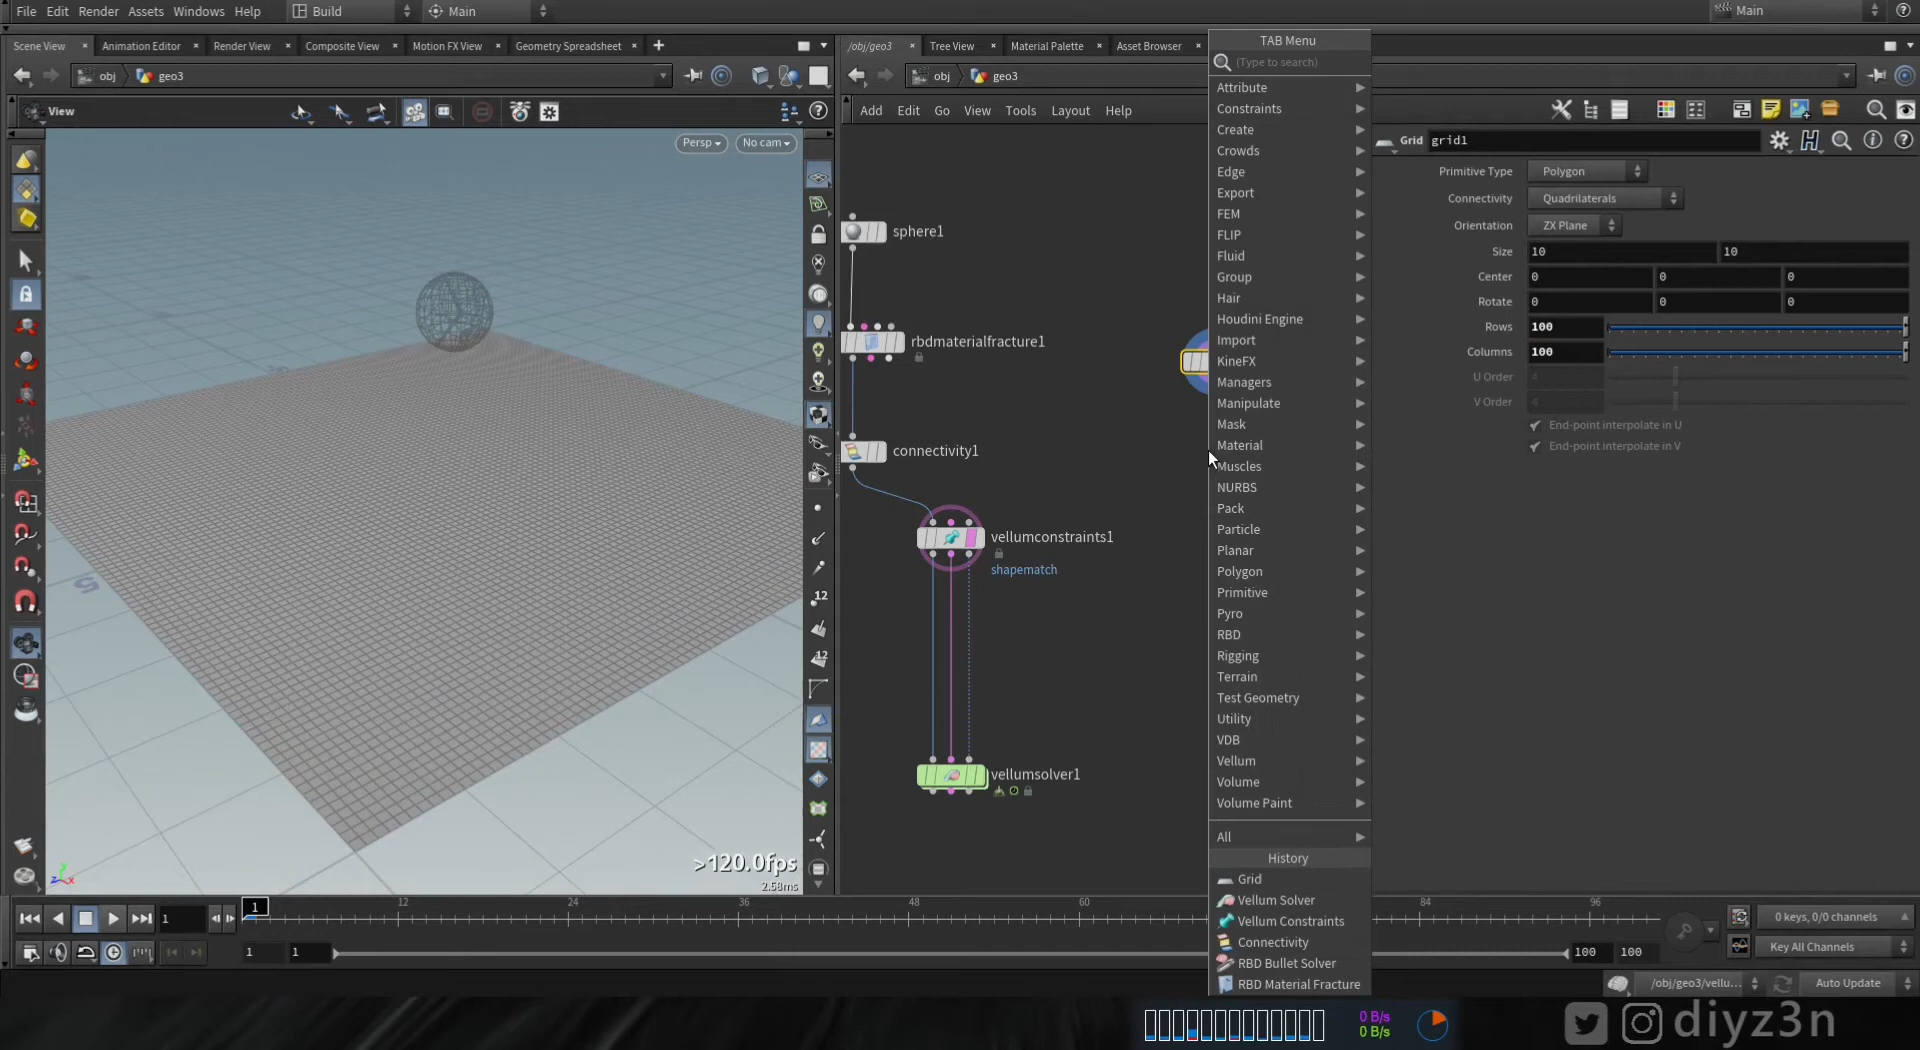 File Edit Render Assets Windows Help Build Main Main
Scene View Animation Editor Render View Composite View Motion FX View Geometry Spreadsheet
obj geo3
View
Persp No cam
>120.0fps
2.58ms
/obj/geo3 Tree View Material Palette Asset Browser
obj geo3
Add Edit Go View Tools Layout Help
sphere1
rbdmaterialfracture1
connectivity1
vellumconstraints1
shapematch
vellumsolver1
TAB Menu
(Type to search)
Attribute
Constraints
Create
Crowds
Edge
Export
FEM
FLIP
Fluid
Group
Hair
Houdini Engine
Import
KineFX
Managers
Manipulate
Mask
Material
Muscles
NURBS
Pack
Particle
Planar
Polygon
Primitive
Pyro
RBD
Rigging
Terrain
Test Geometry
Utility
VDB
Vellum
Volume
Volume Paint
All
History
Grid
Vellum Solver
Vellum Constraints
Connectivity
RBD Bullet Solver
RBD Material Fracture
Grid grid1
Primitive Type Polygon
Connectivity Quadrilaterals
Orientation ZX Plane
Size 10 10
Center 0 0 0
Rotate 0 0 0
Rows 100
Columns 100
U Order 4
V Order 4
End-point interpolate in U
End-point interpolate in V
12
12
5
1 1 12 24 36 48 60 84 96
0 keys, 0/0 channels
1 1 100 100
Key All Channels
/obj/geo3/vellu...
Auto Update
0 B/s
0 B/s
diyz3n